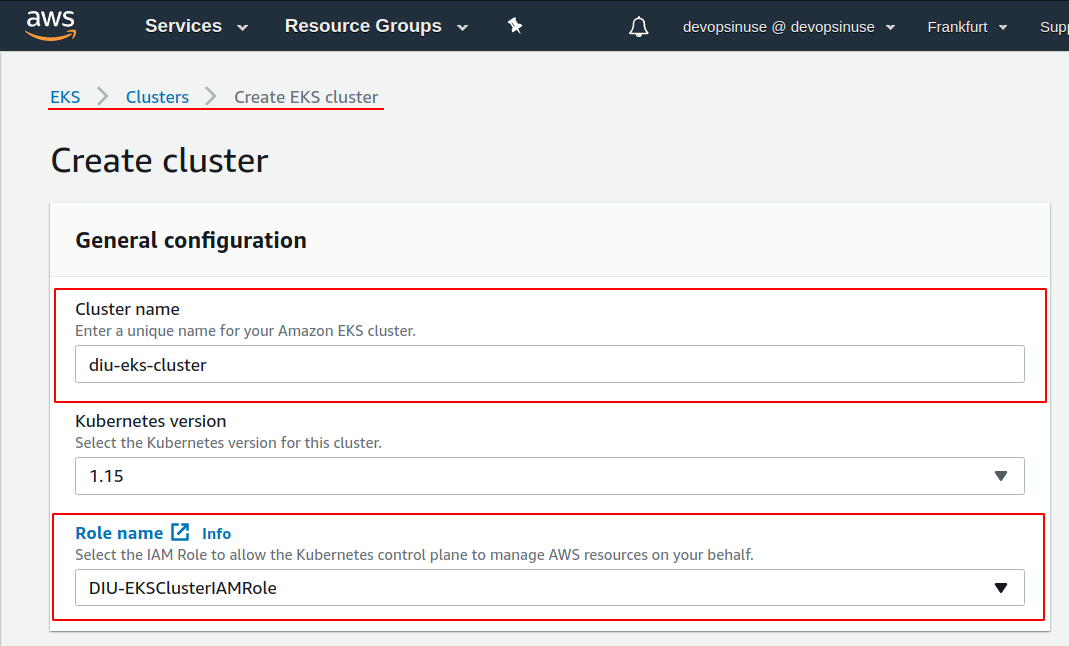 aws Services Resource Groups devopsinuse @ devopsinuse Frankfurt Supp
EKS Clusters Create EKS cluster
Create cluster
General configuration
Cluster name
Enter a unique name for your Amazon EKS cluster.
diu-eks-cluster
Kubernetes version
Select the Kubernetes version for this cluster.
1.15
Role name Info
Select the IAM Role to allow the Kubernetes control plane to manage AWS resources on your behalf.
DIU-EKSClusterIAMRole